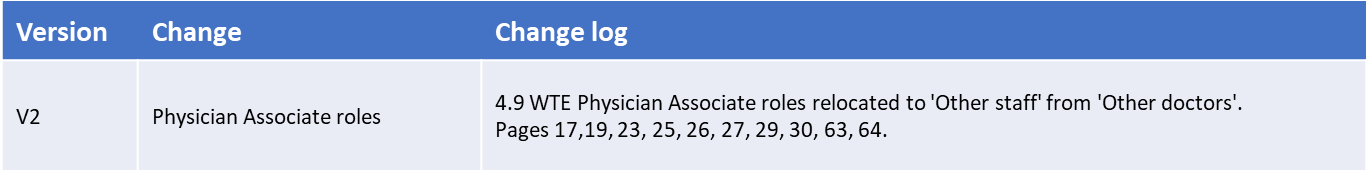 Version Change Change log
V2 Physician Associate roles 4.9 WTE Physician Associate roles relocated to 'Other staff' from 'Other doctors'.
Pages 17,19, 23, 25, 26, 27, 29, 30, 63, 64.